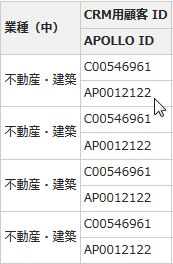 業種（中）
CRM用顧客 ID
APOLLO ID
不動産・建築
C00546961
AP0012122
不動産・建築
C00546961
AP0012122
不動産・建築
C00546961
AP0012122
不動産・建築
C00546961
AP0012122